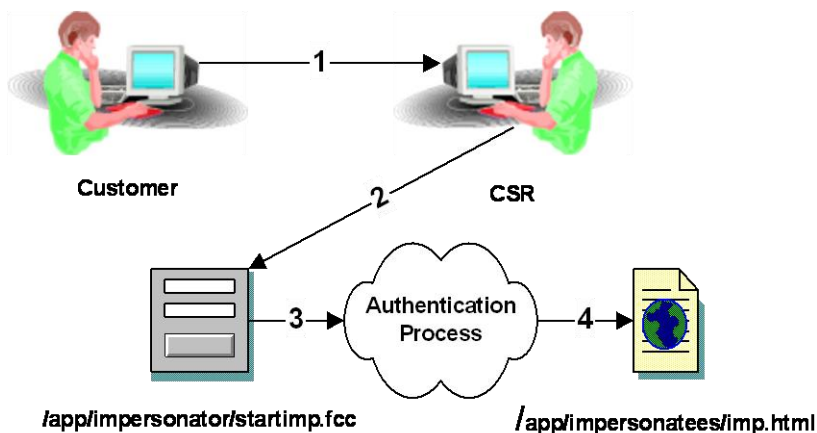 1
Customer
CSR
2
3
Authentication
Process
4
/app/impersonator/startimp.fcc
/app/impersonatees/imp.html